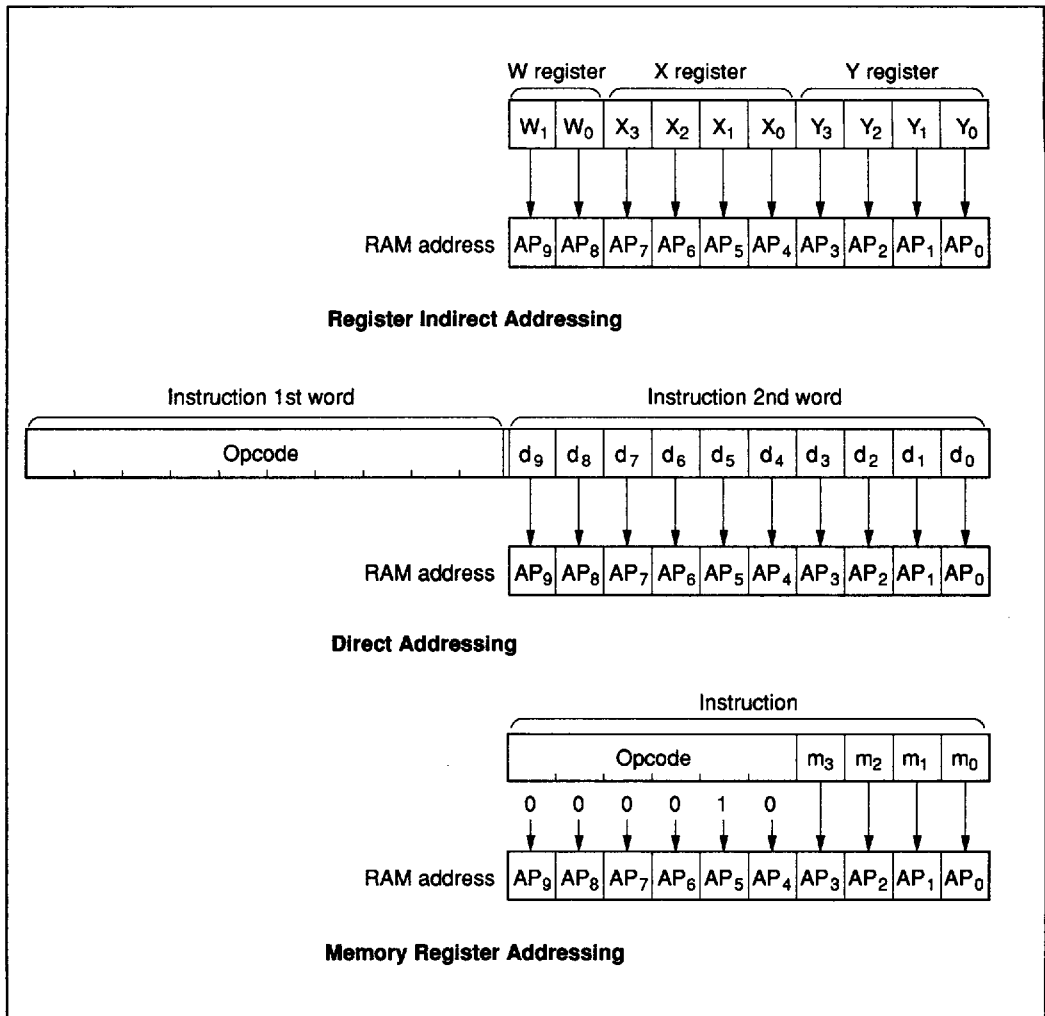 W register X register Y register
W₁ W₀ X₃ X₂ X₁ X₀ Y₃ Y₂ Y₁ Y₀
RAM address AP₉ AP₈ AP₇ AP₆ AP₅ AP₄ AP₃ AP₂ AP₁ AP₀
Register Indirect Addressing
Instruction 1st word Instruction 2nd word
Opcode d₉ d₈ d₇ d₆ d₅ d₄ d₃ d₂ d₁ d₀
RAM address AP₉ AP₈ AP₇ AP₆ AP₅ AP₄ AP₃ AP₂ AP₁ AP₀
Direct Addressing
Instruction
Opcode m₃ m₂ m₁ m₀
0 0 0 0 1 0
RAM address AP₉ AP₈ AP₇ AP₆ AP₅ AP₄ AP₃ AP₂ AP₁ AP₀
Memory Register Addressing